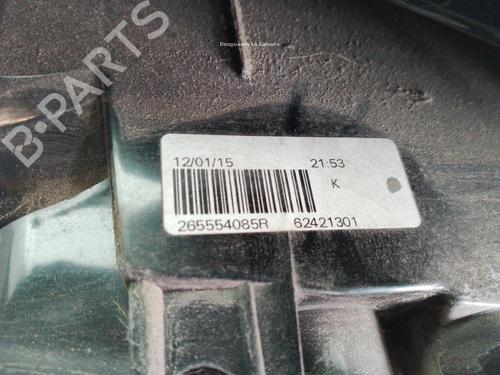 B-PARTS
Desguaces La Cabaña
12/01/15 21:53
K
265554085R 62421301